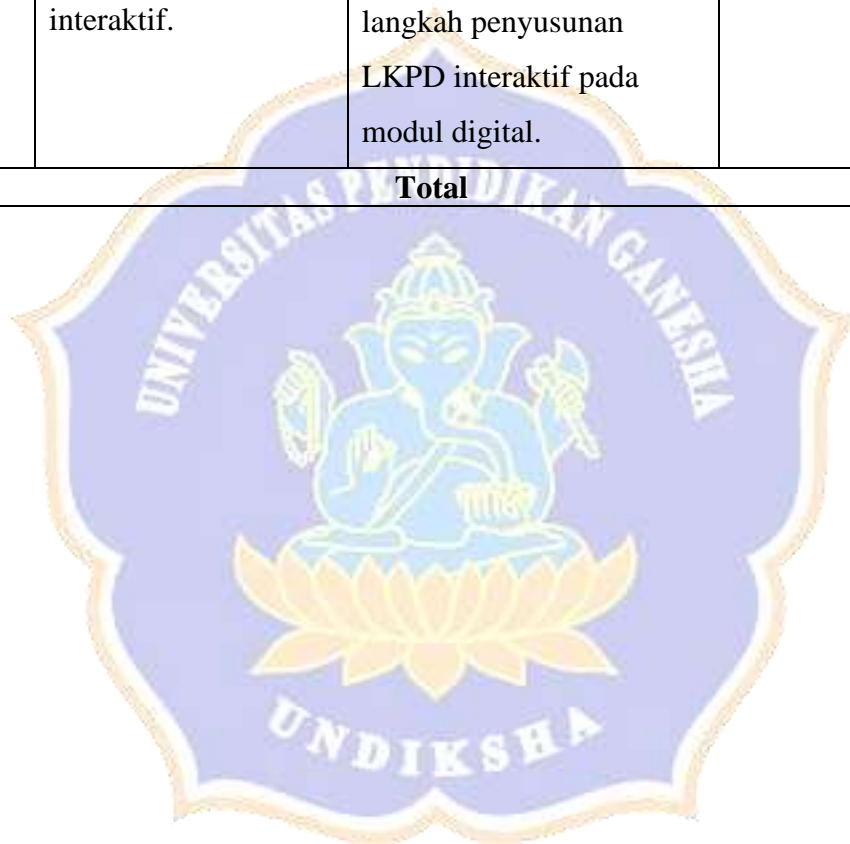 interaktif.
langkah penyusunan
LKPD interaktif pada
modul digital.
Total
UNIVERSITAS PENDIDIKAN GANESHA
UNDIKSHA